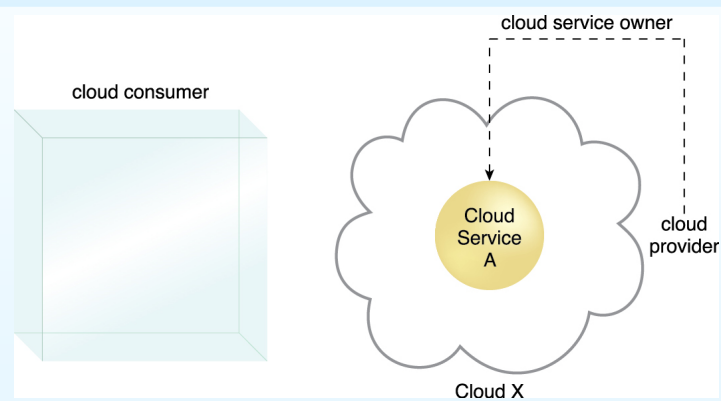 cloud service owner
cloud consumer
Cloud
Service
A
cloud
provider
Cloud X